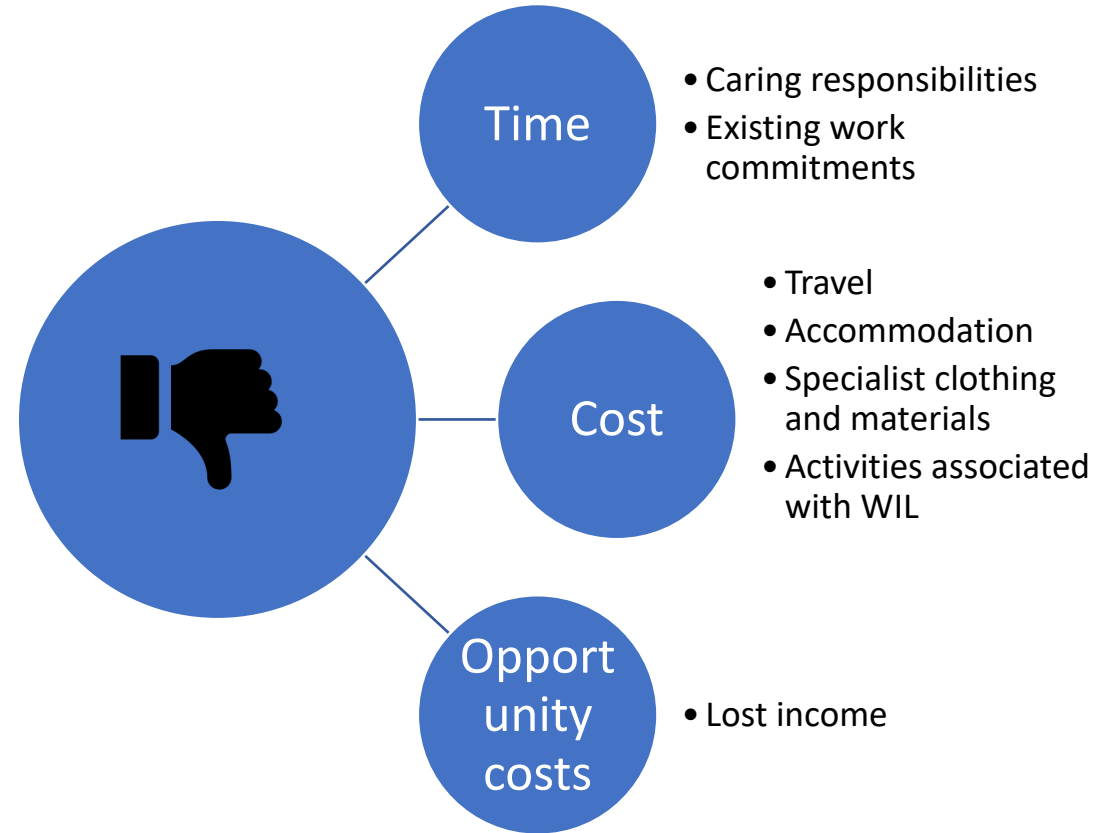 Time
• Caring responsibilities
• Existing work
commitments
Cost
• Travel
• Accommodation
• Specialist clothing
and materials
• Activities associated
with WIL
Opport
unity
costs
• Lost income